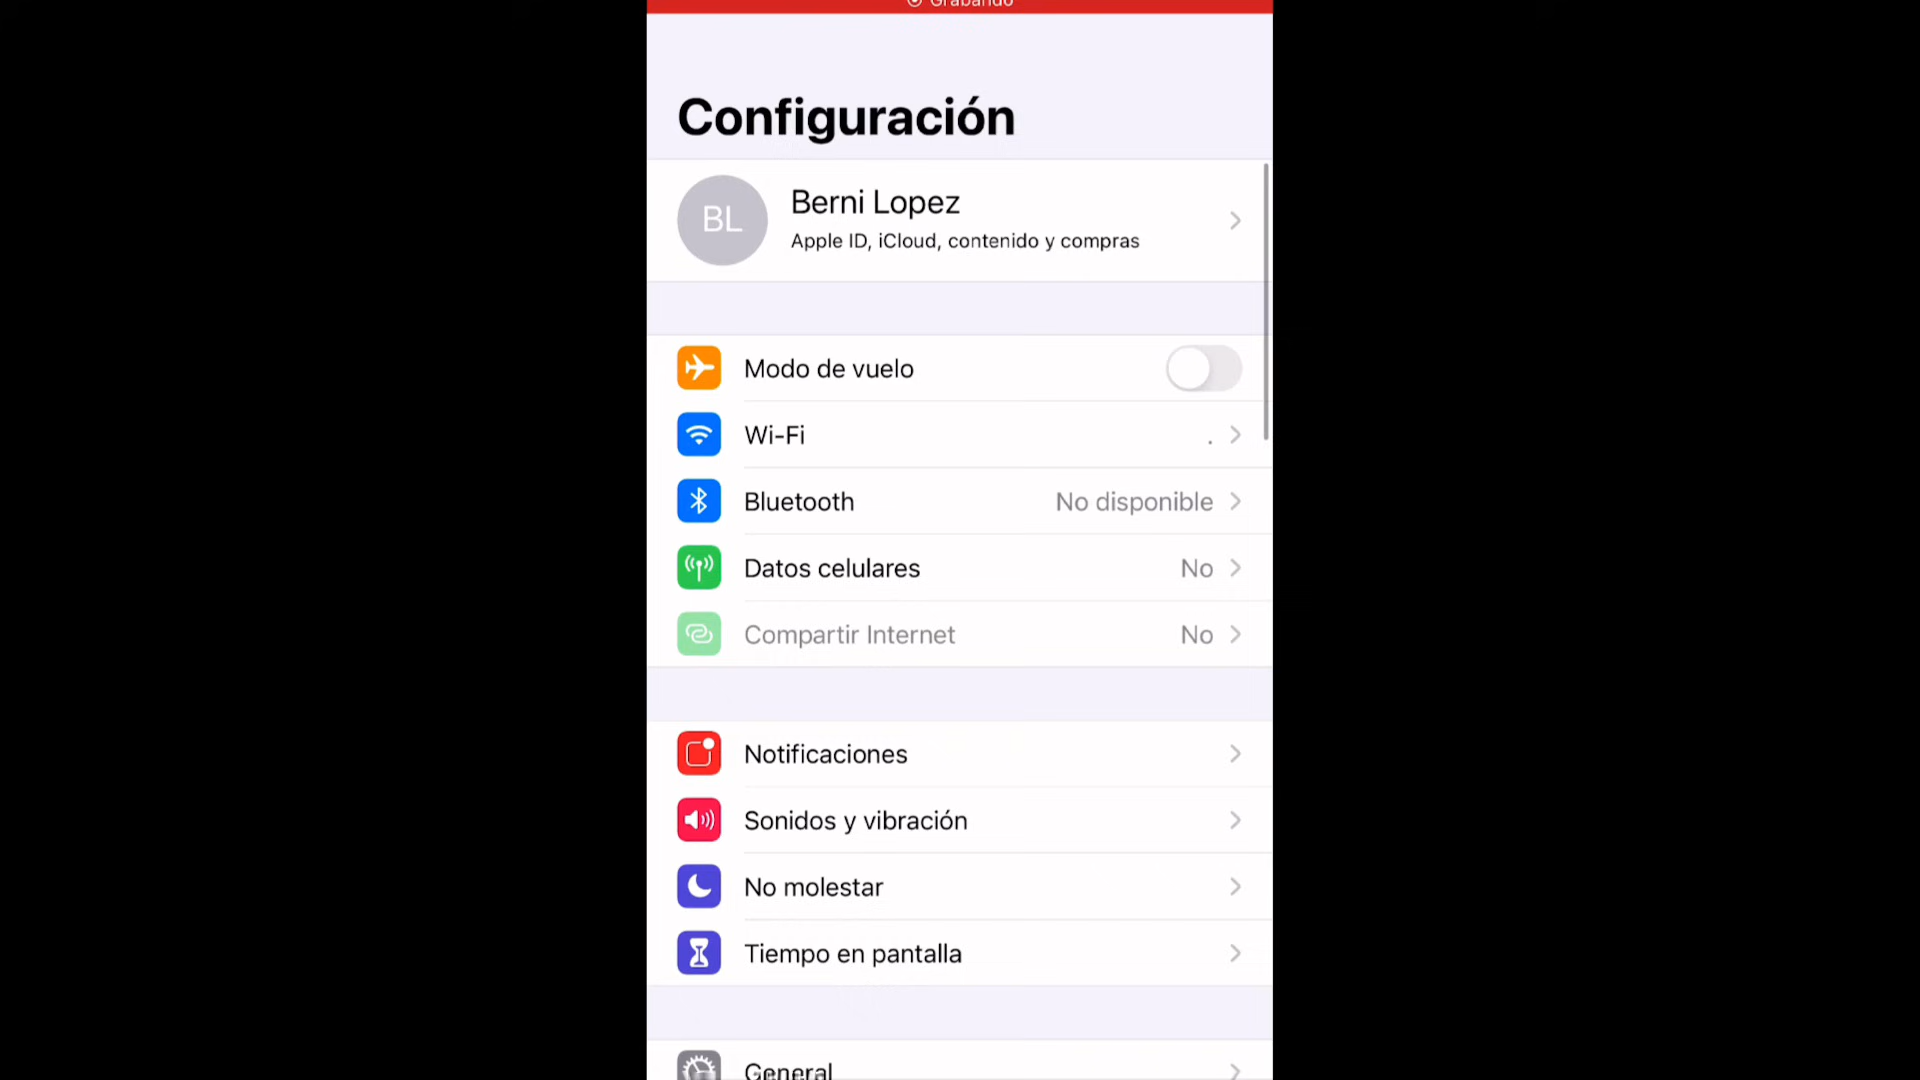 Grabando
Configuración
BL
Berni Lopez
Apple ID, iCloud, contenido y compras
Modo de vuelo
Wi-Fi .
Bluetooth No disponible
Datos celulares No
Compartir Internet No
Notificaciones
Sonidos y vibración
No molestar
Tiempo en pantalla
General